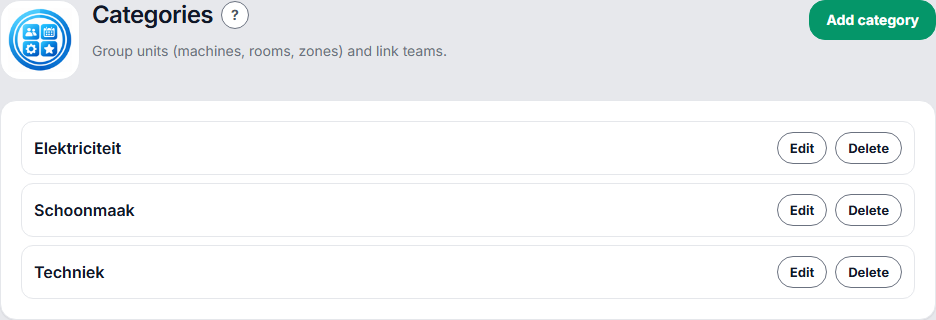 Categories ?
Add category
Group units (machines, rooms, zones) and link teams.
Elektriciteit Edit Delete
Schoonmaak Edit Delete
Techniek Edit Delete